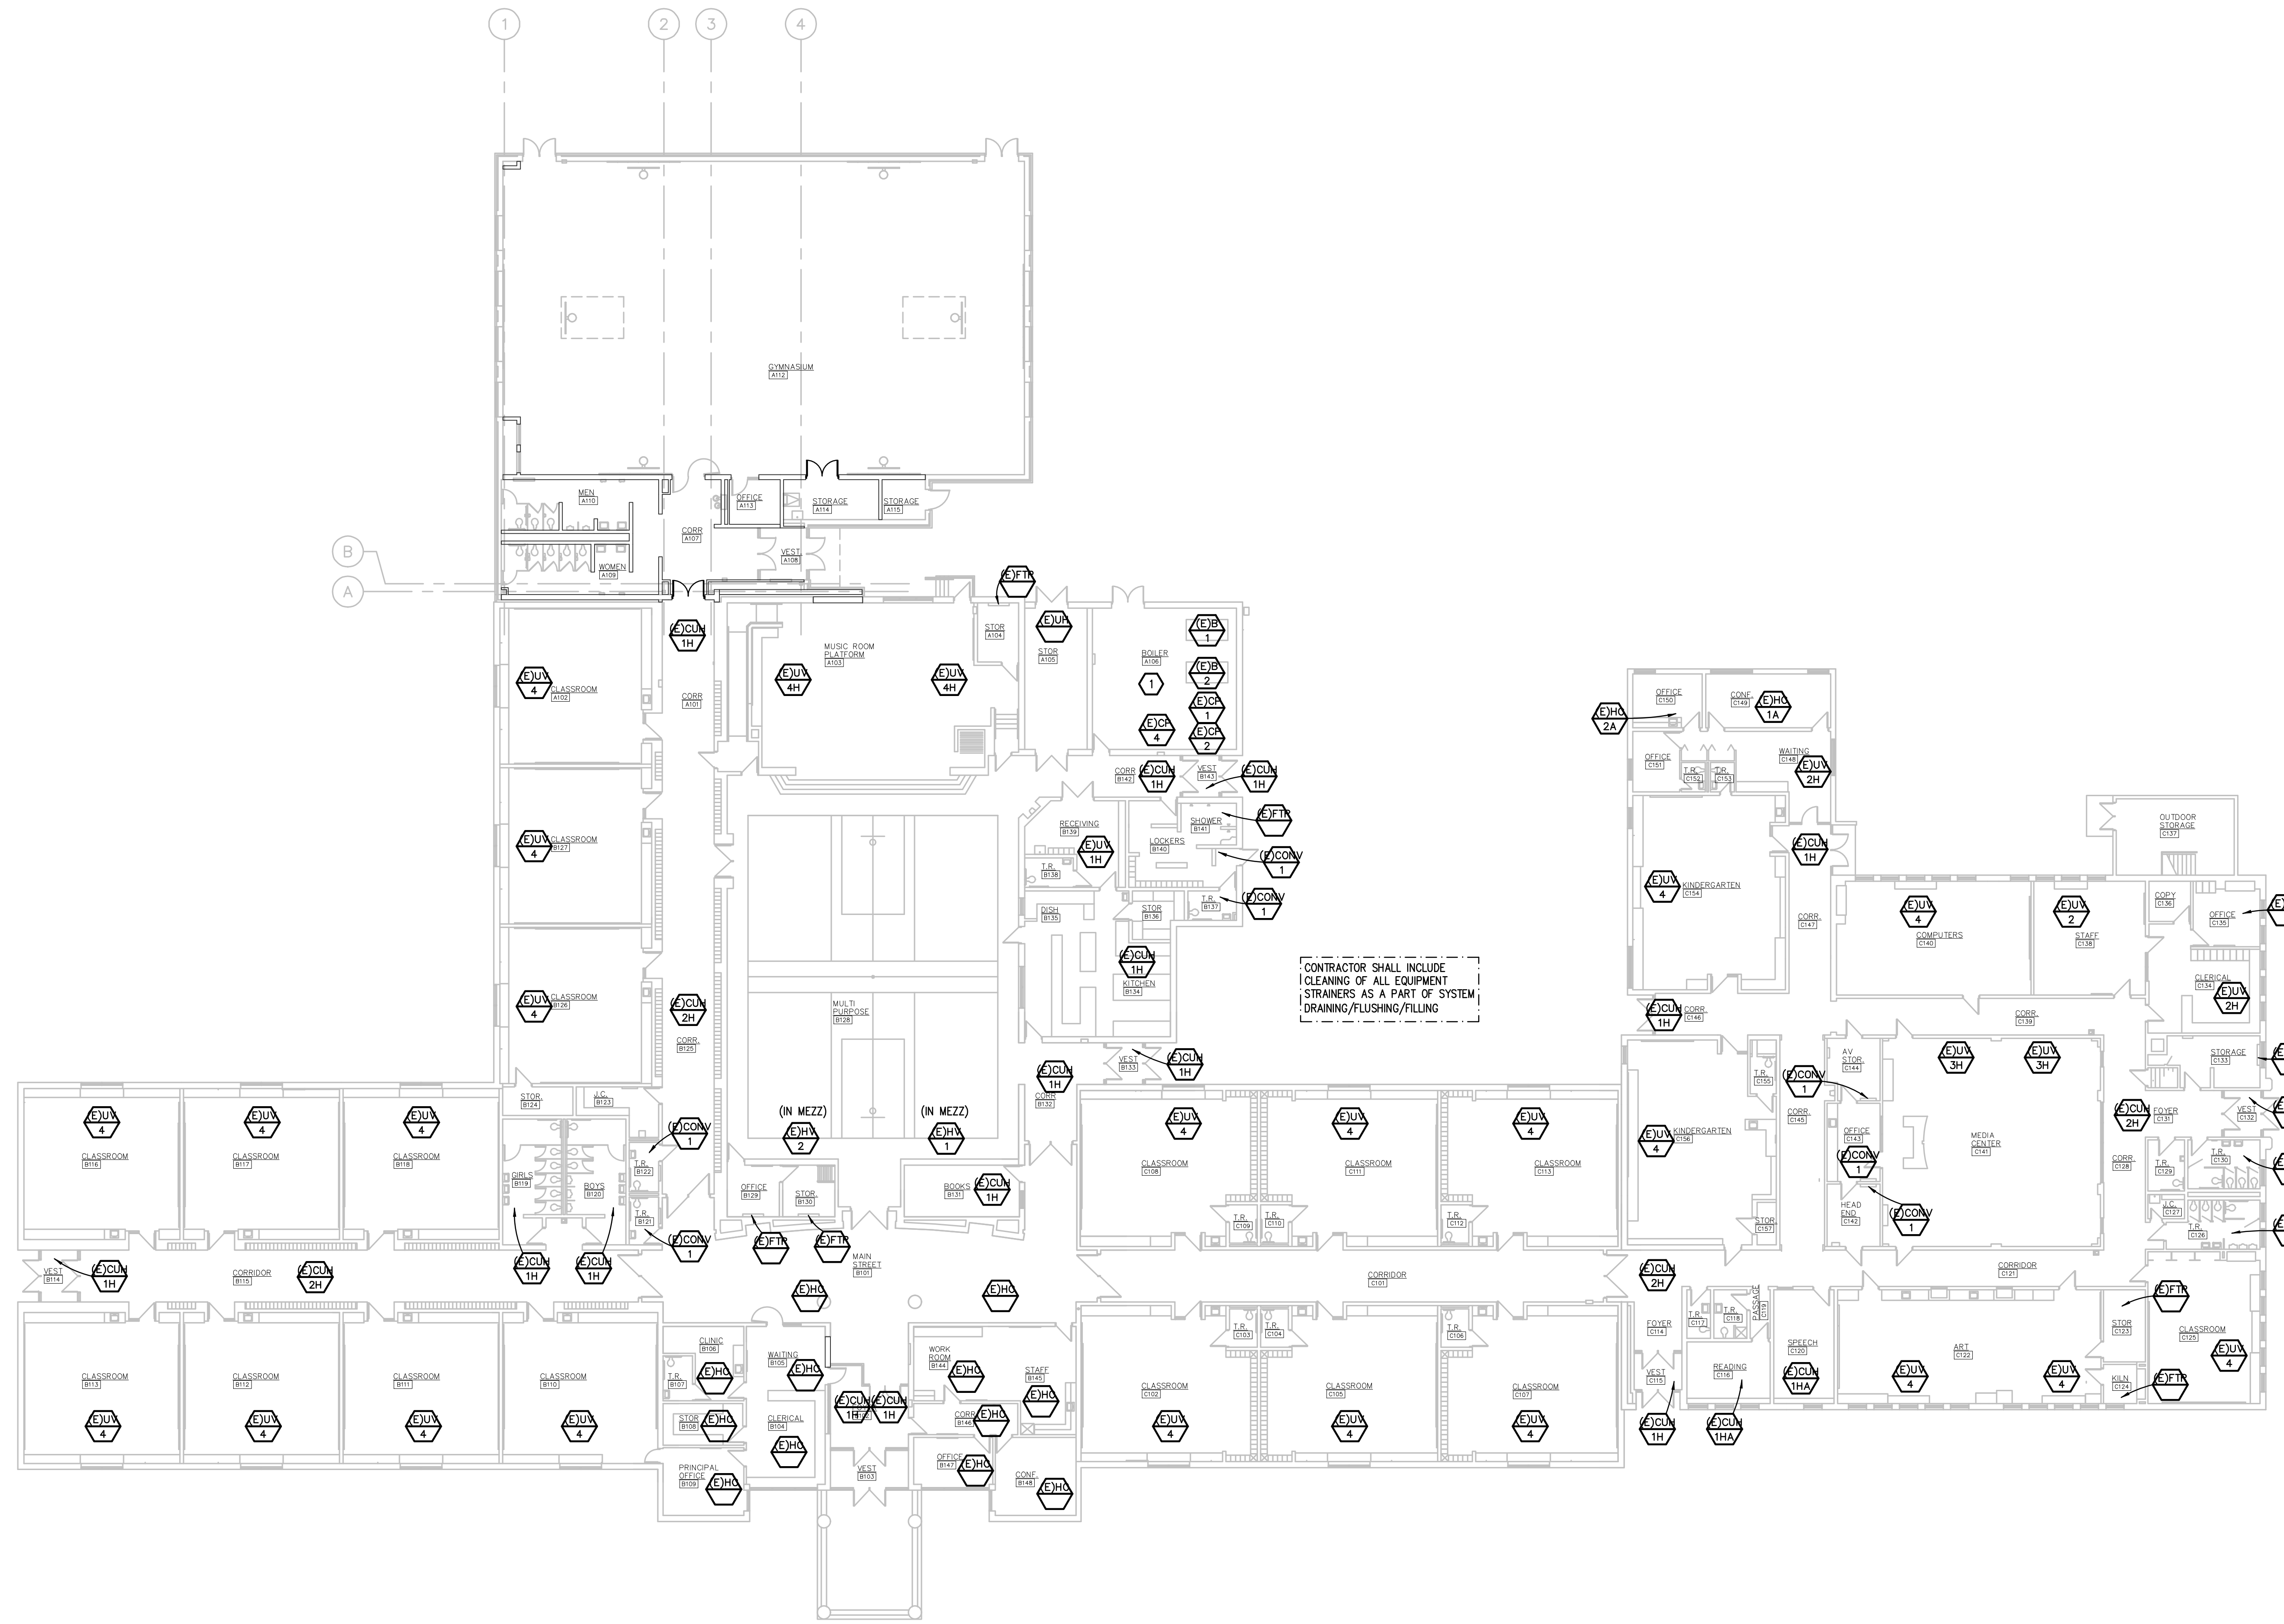 1
2
3
4
GYMNASIUM
A112
MEN
A110
OFFICE
A113
STORAGE
A114
STORAGE
A115
CORR
A107
VEST.
A108
WOMEN
A109
B
A
(E)FTR
(E)CUH
1H
STOR
A104
(E)UH
STOR
A105
MUSIC ROOM
PLATFORM
A103
(E)UV
4H
(E)UV
4H
BOILER
A106
1
(E)B
1
(E)B
2
(E)CP
1
(E)CP
2
(E)CP
4
(E)UV
4
CLASSROOM
A102
CORR
A101
(E)UV
4
CLASSROOM
B127
(E)UV
4
CLASSROOM
B126
(E)CUH
2H
CORR.
B125
MULTI
PURPOSE
B128
CORR
B142
(E)CUH
1H
VEST
B143
(E)CUH
1H
RECEIVING
B139
(E)UV
1H
SHOWER
B141
(E)FTR
LOCKERS
B140
(E)CONV
1
T.R.
B138
T.R.
B137
(E)CONV
1
DISH
B135
STOR
B136
(E)CUH
1H
KITCHEN
B134
CONTRACTOR SHALL INCLUDE
CLEANING OF ALL EQUIPMENT
STRAINERS AS A PART OF SYSTEM
DRAINING/FLUSHING/FILLING
VEST
B133
(E)CUH
1H
(E)CUH
1H
CORR
B132
OFFICE
C150
CONF.
C149
(E)HC
1A
(E)HC
2A
OFFICE
C151
T.R.
C152
T.R.
C153
WAITING
C148
(E)UV
2H
(E)CUH
1H
(E)UV
4
KINDERGARTEN
C154
CORR.
C147
OUTDOOR
STORAGE
C137
(E)UV
4
COMPUTERS
C140
(E)UV
2
STAFF
C138
COPY
C136
OFFICE
C135
CLERICAL
C134
(E)UV
2H
(E)CUH
1H
CORR.
C146
CORR.
C139
STORAGE
C133
AV
STOR.
C144
(E)UV
3H
(E)UV
3H
(E)CONV
1
T.R.
C155
CORR.
C145
OFFICE
C143
(E)CONV
1
MEDIA
CENTER
C141
(E)CUH
2H
FOYER
C131
VEST
C132
CORR.
C128
T.R.
C129
T.R.
C130
(E)UV
4
KINDERGARTEN
C156
STOR.
C157
HEAD
END
C142
(E)CONV
1
J.C.
C127
T.R.
C126
(E)UV
4
CLASSROOM
B116
(E)UV
4
CLASSROOM
B117
(E)UV
4
CLASSROOM
B118
STOR.
B124
J.C.
B123
(E)CONV
1
T.R.
B122
GIRLS
B119
BOYS
B120
T.R.
B121
(E)CONV
1
(IN MEZZ)
(E)HV
2
(IN MEZZ)
(E)HV
1
OFFICE
B129
STOR.
B130
BOOKS
B131
(E)CUH
1H
(E)FTR
(E)FTR
MAIN
STREET
B101
(E)HC
(E)HC
(E)UV
4
CLASSROOM
C108
(E)UV
4
CLASSROOM
C111
(E)UV
4
CLASSROOM
C113
T.R.
C109
T.R.
C110
T.R.
C112
VEST
B114
(E)CUH
1H
CORRIDOR
B115
(E)CUH
2H
(E)CUH
1H
(E)CUH
1H
CORRIDOR
C101
(E)CUH
2H
CORRIDOR
C121
CLASSROOM
B113
(E)UV
4
CLASSROOM
B112
(E)UV
4
CLASSROOM
B111
(E)UV
4
CLASSROOM
B110
(E)UV
4
CLINIC
B106
T.R.
B107
(E)HC
STOR
B108
(E)HC
PRINCIPAL
OFFICE
B109
(E)HC
WAITING
B105
(E)HC
CLERICAL
B104
(E)HC
(E)CUH
1H
(E)CUH
1H
VEST
B103
WORK
ROOM
B144
(E)HC
STAFF
B145
(E)HC
CORR
B146
(E)HC
OFFICE
B147
(E)HC
CONF.
B148
(E)HC
T.R.
C103
T.R.
C104
T.R.
C106
CLASSROOM
C102
(E)UV
4
CLASSROOM
C105
(E)UV
4
CLASSROOM
C107
(E)UV
4
FOYER
C114
T.R.
C117
T.R.
C118
PASSAGE
C119
VEST
C115
(E)CUH
1H
READING
C116
(E)CUH
1HA
SPEECH
C120
(E)CUH
1HA
ART
C122
(E)UV
4
(E)UV
4
STOR
C123
(E)FTR
CLASSROOM
C125
(E)UV
4
KILN
C124
(E)FTR